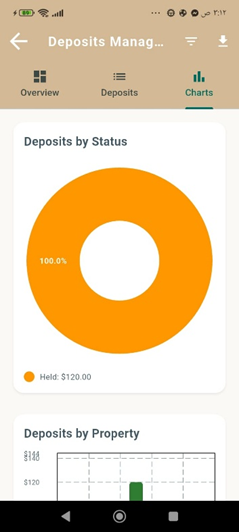 ... ص ٢:١٢
Deposits Manag...
Overview
Deposits
Charts
Deposits by Status
100.0%
Held: $120.00
Deposits by Property
$144
$140
$120